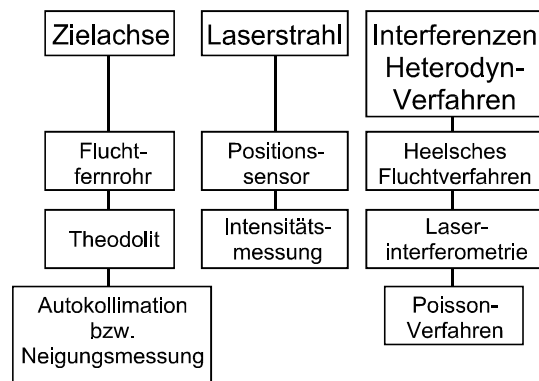 Zielachse
Flucht-
fernrohr
Theodolit
Autokollimation
bzw.
Neigungsmessung
Laserstrahl
Positions-
sensor
Intensitäts-
messung
Interferenzen
Heterodyn-
Verfahren
Heelsches
Fluchtverfahren
Laser-
interferometrie
Poisson-
Verfahren